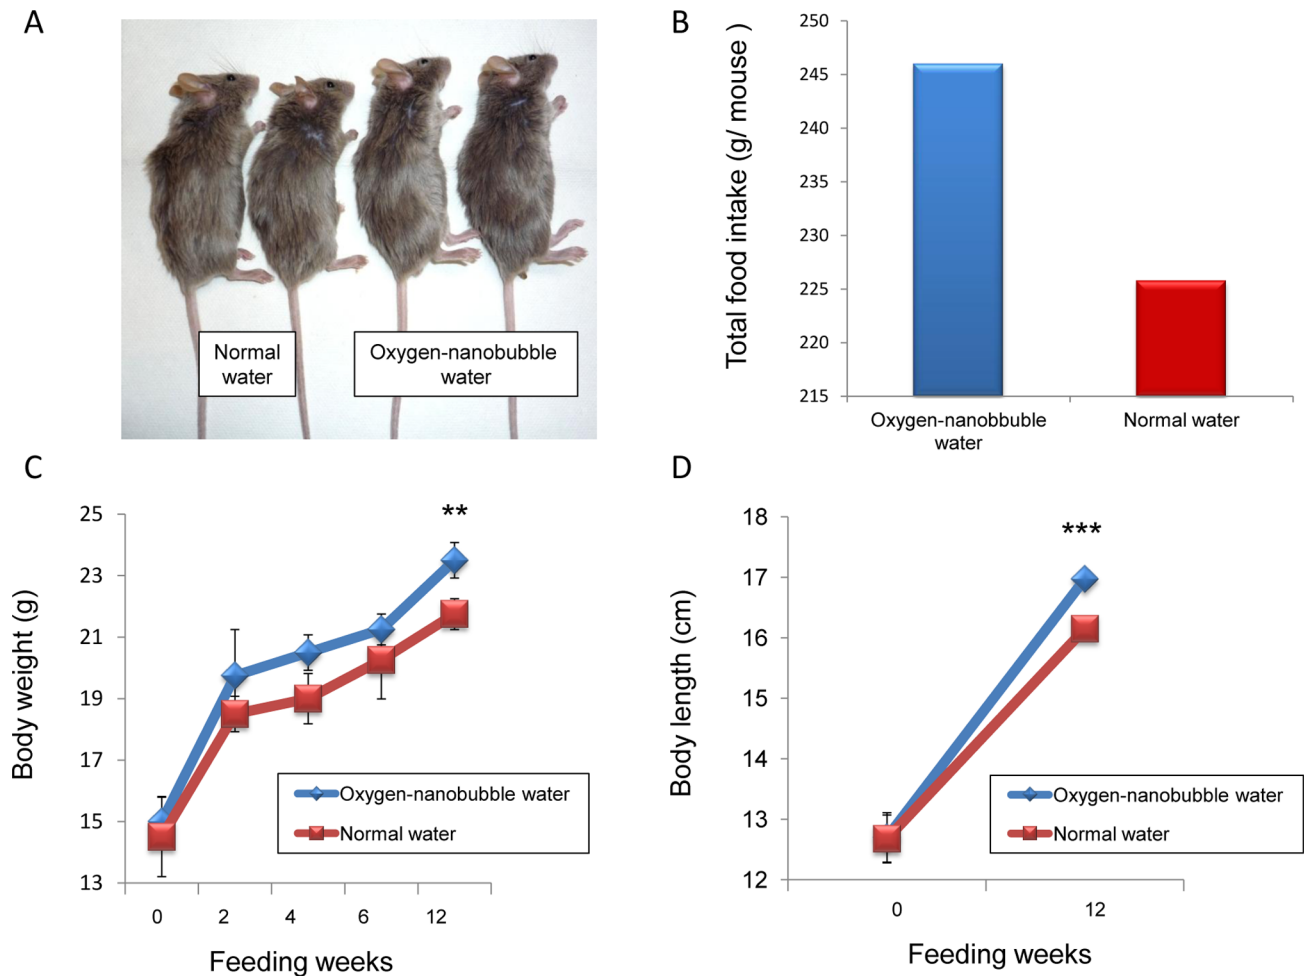 A
Normal
water
Oxygen-nanobubble
water
B
Total food intake (g/ mouse )
250
245
240
235
230
225
220
215
Oxygen-nanobbuble
water
Normal water
C
Body weight (g)
25
23
21
19
17
15
13
**
Oxygen-nanobubble water
Normal water
0 2 4 6 12
Feeding weeks
D
Body length (cm)
18
17
16
15
14
13
12
***
Oxygen-nanobubble water
Normal water
0 12
Feeding weeks